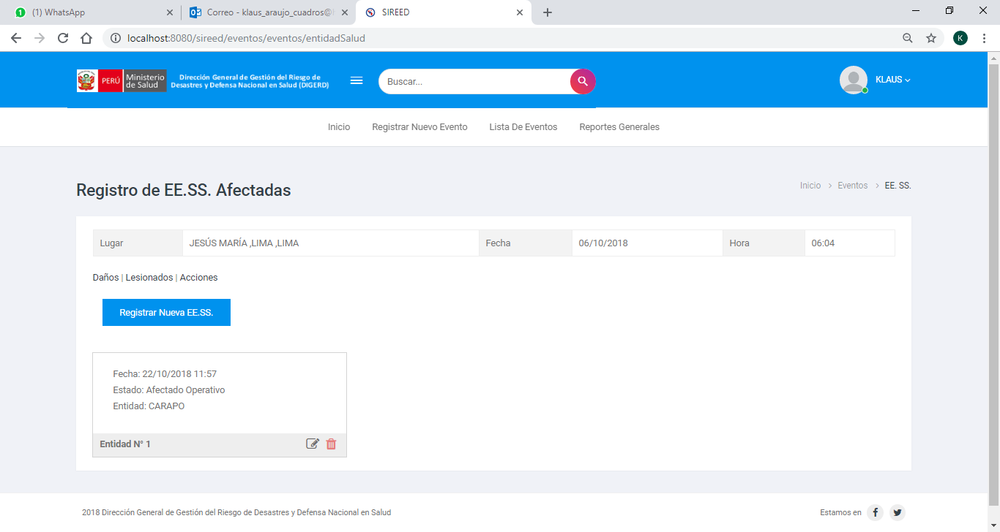 (1) WhatsApp
Correo - klaus_araujo_cuadros@
SIREED
localhost:8080/sireed/eventos/eventos/entidadSalud
K
PERÚ
Ministerio
de Salud
Dirección General de Gestión del Riesgo de
Desastres y Defensa Nacional en Salud (DIGERD)
Buscar...
KLAUS
Inicio Registrar Nuevo Evento Lista De Eventos Reportes Generales
Registro de EE.SS. Afectadas
Inicio > Eventos > EE. SS.
Lugar JESÚS MARÍA ,LIMA ,LIMA Fecha 06/10/2018 Hora 06:04
Daños | Lesionados | Acciones
Registrar Nueva EE.SS.
Fecha: 22/10/2018 11:57
Estado: Afectado Operativo
Entidad: CARAPO
Entidad N° 1
2018 Dirección General de Gestión del Riesgo de Desastres y Defensa Nacional en Salud
Estamos en